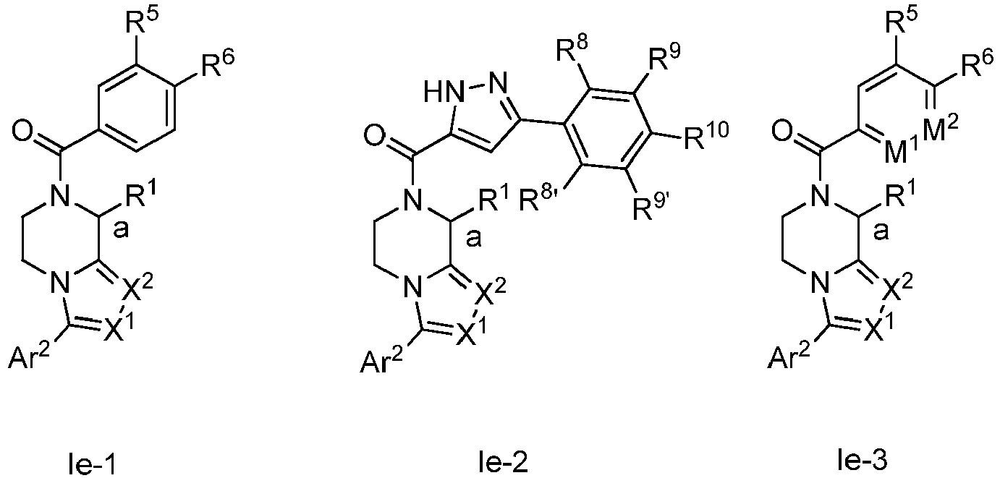 R⁵
R⁶
O
N
R¹
a
N
X²
X¹
Ar²
Ie-1
R⁸
R⁹
HN
N
R¹⁰
O
R⁸'
R⁹'
N
R¹
a
N
X²
X¹
Ar²
Ie-2
R⁵
R⁶
O
M²
M¹
N
R¹
a
N
X²
X¹
Ar²
Ie-3